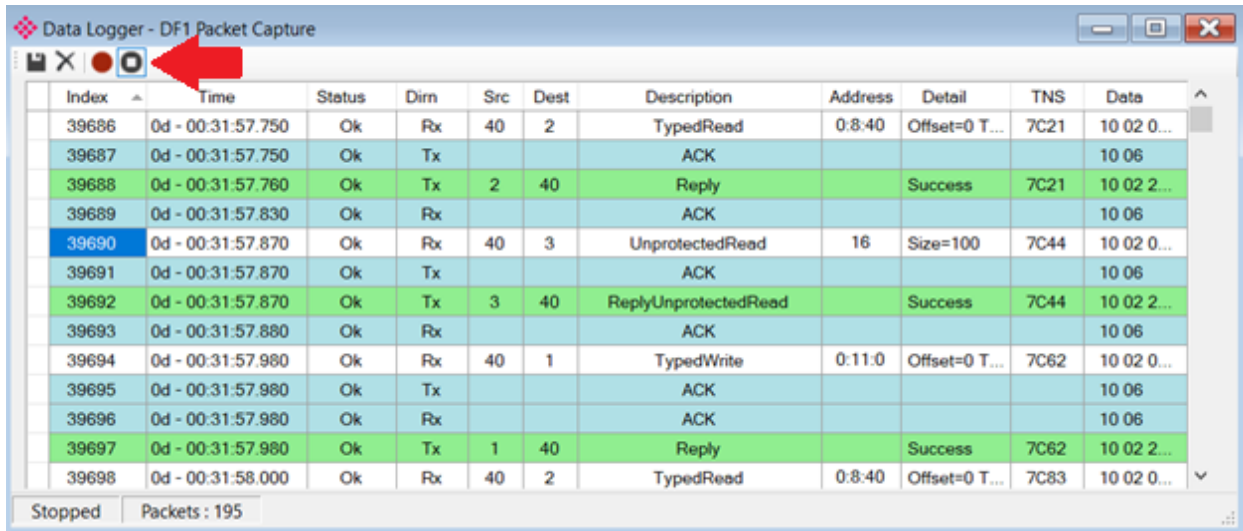 Data Logger - DF1 Packet Capture
Index Time Status Dirn Src Dest Description Address Detail TNS Data
39686 0d - 00:31:57.750 Ok Rx 40 2 TypedRead 0:8:40 Offset=0 T... 7C21 10 02 0...
39687 0d - 00:31:57.750 Ok Tx ACK 10 06
39688 0d - 00:31:57.760 Ok Tx 2 40 Reply Success 7C21 10 02 2...
39689 0d - 00:31:57.830 Ok Rx ACK 10 06
39690 0d - 00:31:57.870 Ok Rx 40 3 UnprotectedRead 16 Size=100 7C44 10 02 0...
39691 0d - 00:31:57.870 Ok Tx ACK 10 06
39692 0d - 00:31:57.870 Ok Tx 3 40 ReplyUnprotectedRead Success 7C44 10 02 2...
39693 0d - 00:31:57.880 Ok Rx ACK 10 06
39694 0d - 00:31:57.980 Ok Rx 40 1 TypedWrite 0:11:0 Offset=0 T... 7C62 10 02 0...
39695 0d - 00:31:57.980 Ok Tx ACK 10 06
39696 0d - 00:31:57.980 Ok Rx ACK 10 06
39697 0d - 00:31:57.980 Ok Tx 1 40 Reply Success 7C62 10 02 2...
39698 0d - 00:31:58.000 Ok Rx 40 2 TypedRead 0:8:40 Offset=0 T... 7C83 10 02 0...
Stopped Packets : 195